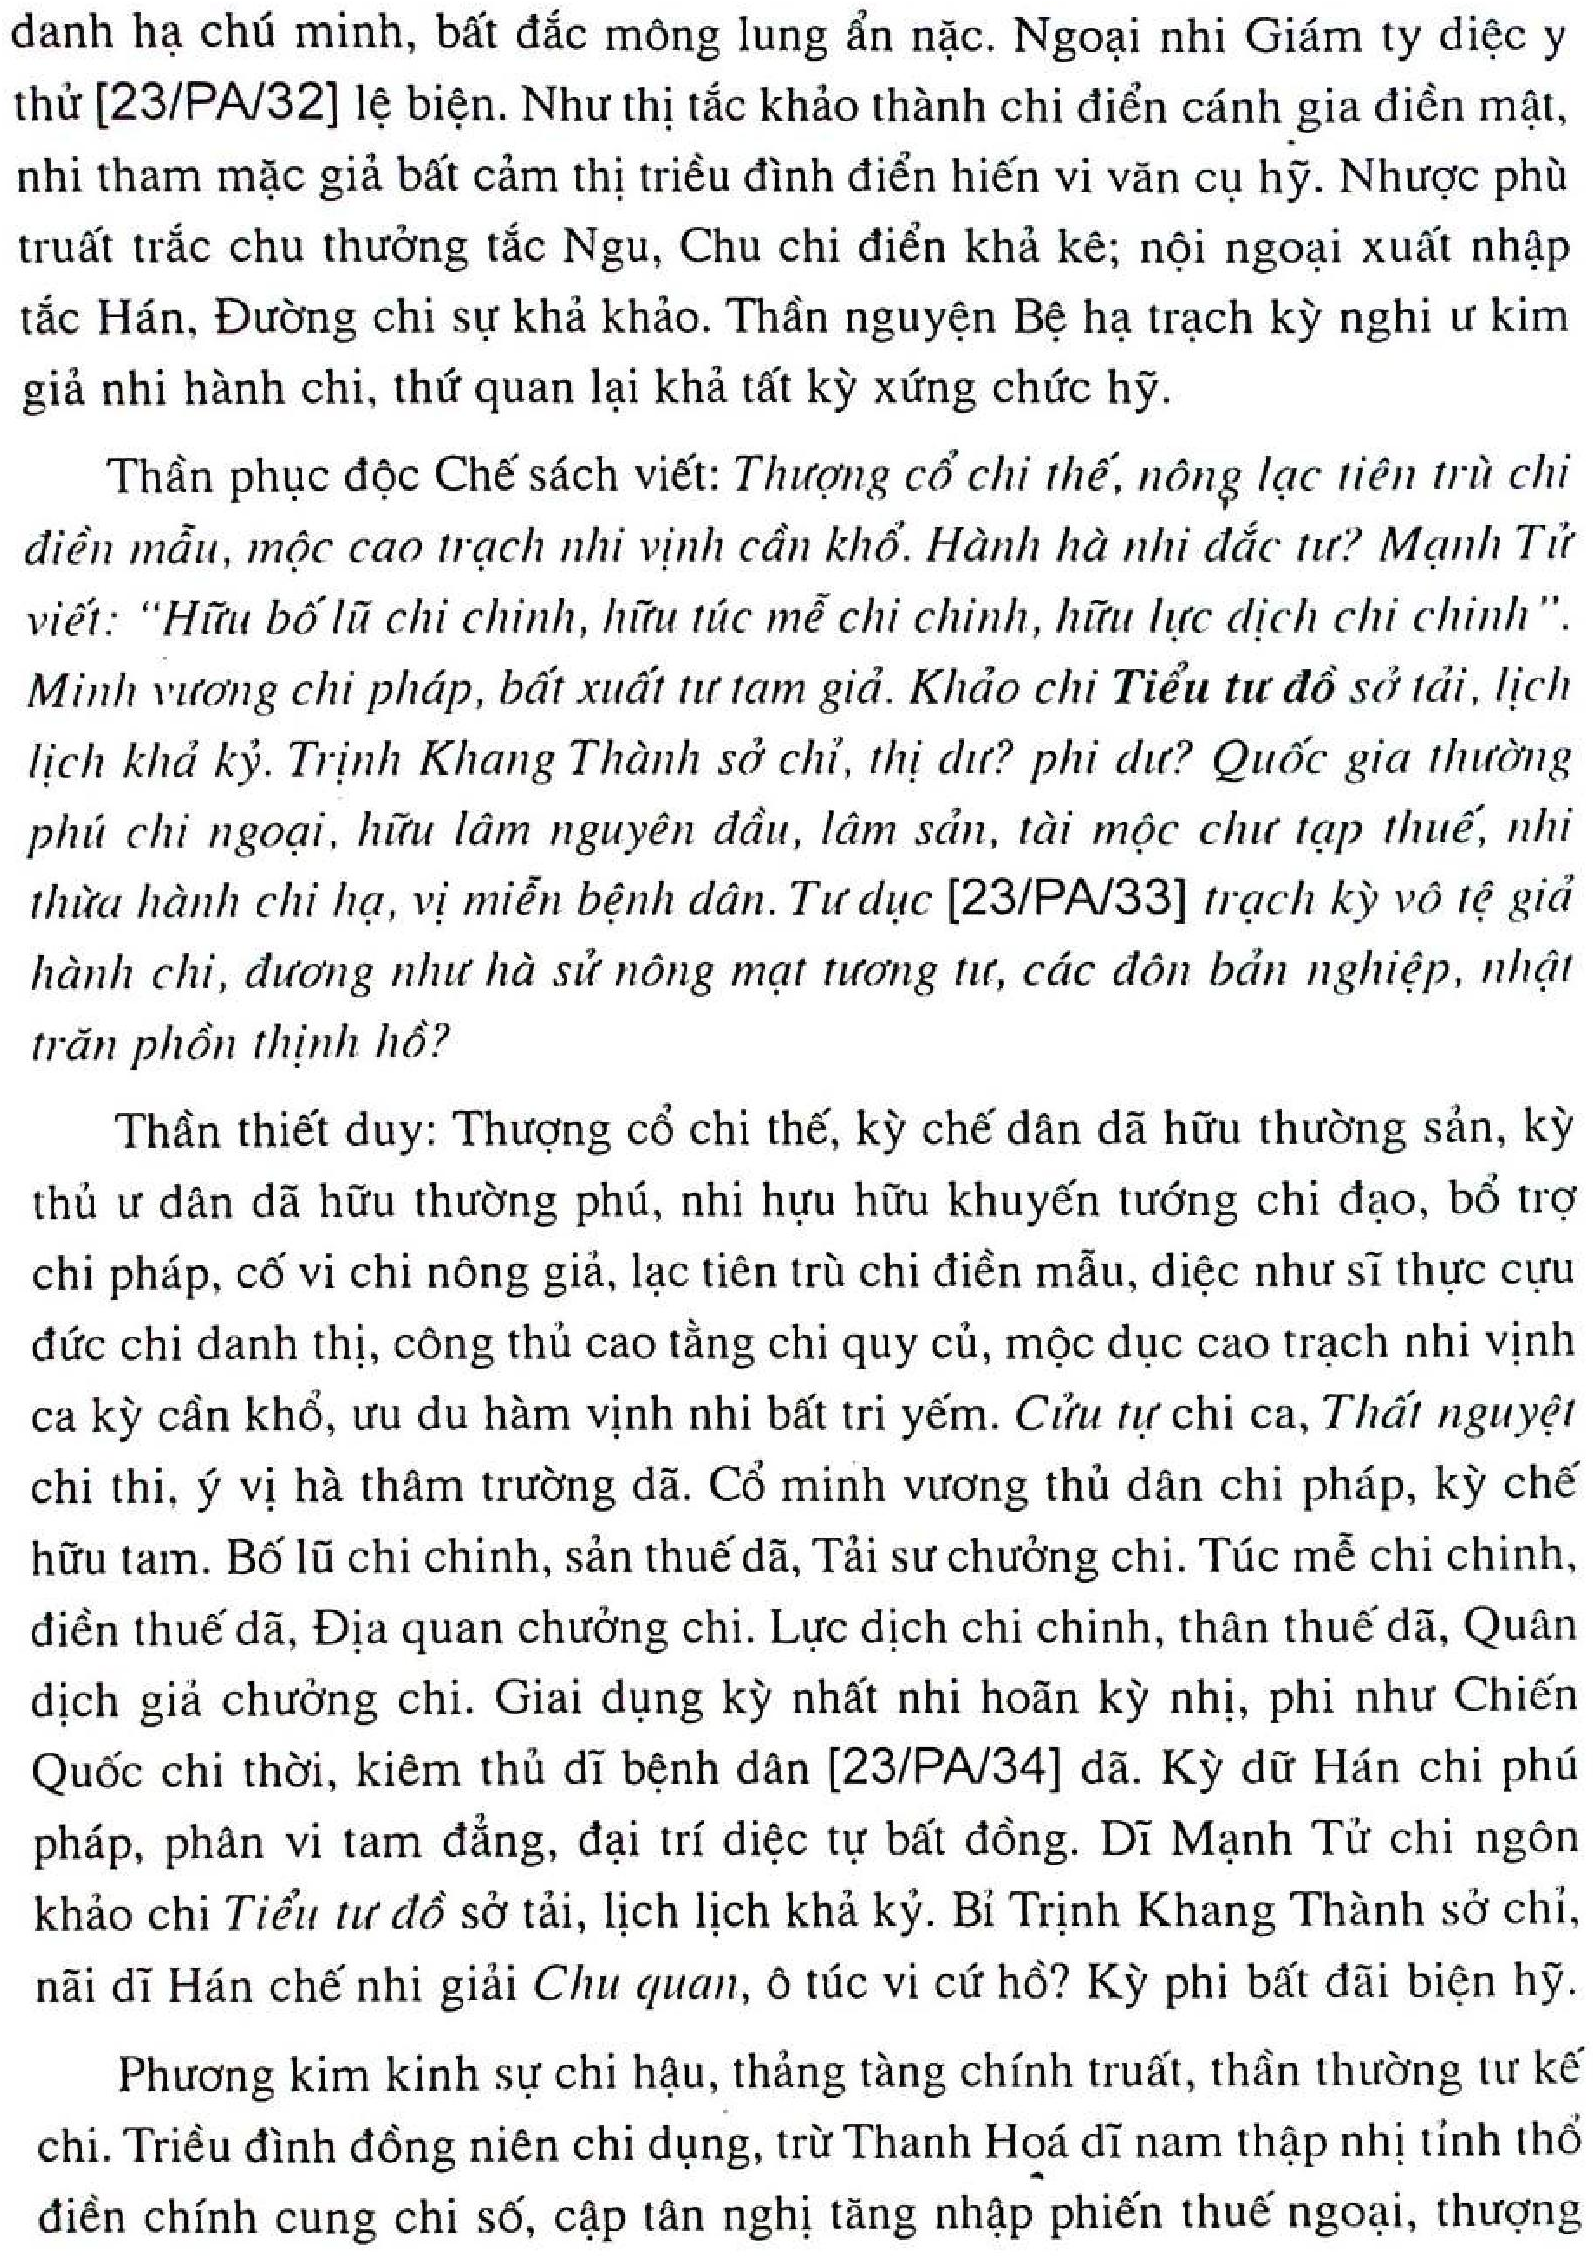 danh hạ chú minh, bất đắc mông lung ẩn nặc. Ngoại nhi Giám ty diệc y
thử [23/PA/32] lệ biện. Như thị tắc khảo thành chi điển cánh gia điền mật,
nhi tham mặc giả bất cảm thị triều đình điển hiến vi văn cụ hỹ. Nhược phù
truất trắc chu thưởng tắc Ngu, Chu chi điển khả kê; nội ngoại xuất nhập
tắc Hán, Đường chi sự khả khảo. Thần nguyện Bệ hạ trạch kỳ nghi ư kim
giả nhi hành chi, thứ quan lại khả tất kỳ xứng chức hỹ.
Thần phục độc Chế sách viết: Thượng cổ chi thế, nông lạc tiên trù chi
điền mẫu, mộc cao trạch nhi vịnh cần khổ. Hành hà nhi đắc tư? Mạnh Tử
viết: “Hữu bố lũ chi chinh, hữu túc mễ chi chinh, hữu lực dịch chi chinh”.
Minh vương chi pháp, bất xuất tư tam giả. Khảo chi Tiểu tư đồ sở tải, lịch
lịch khả kỷ. Trịnh Khang Thành sở chỉ, thị dư? phi dư? Quốc gia thường
phú chi ngoại, hữu lâm nguyên đầu, lâm sản, tài mộc chư tạp thuế, nhi
thừa hành chi hạ, vị miễn bệnh dân. Tư dục [23/PA/33] trạch kỳ vô tệ giả
hành chi, đương như hà sử nông mạt tương tư, các đôn bản nghiệp, nhật
trăn phồn thịnh hồ?
Thần thiết duy: Thượng cổ chi thế, kỳ chế dân dã hữu thường sản, kỳ
thủ ư dân dã hữu thường phú, nhi hựu hữu khuyến tướng chi đạo, bổ trợ
chi pháp, cố vi chi nông giả, lạc tiên trù chi điền mẫu, diệc như sĩ thực cựu
đức chi danh thị, công thủ cao tằng chi quy củ, mộc dục cao trạch nhi vịnh
ca kỳ cần khổ, ưu du hàm vịnh nhi bất tri yếm. Cửu tự chi ca, Thất nguyệt
chi thi, ý vị hà thâm trường dã. Cổ minh vương thủ dân chi pháp, kỳ chế
hữu tam. Bố lũ chi chinh, sản thuế dã, Tải sư chưởng chi. Túc mễ chi chinh,
điền thuế dã, Địa quan chưởng chi. Lực dịch chi chinh, thân thuế dã, Quân
dịch giả chưởng chi. Giai dụng kỳ nhất nhi hoãn kỳ nhị, phi như Chiến
Quốc chi thời, kiêm thủ dĩ bệnh dân [23/PA/34] dã. Kỳ dữ Hán chi phú
pháp, phân vi tam đẳng, đại trí diệc tự bất đồng. Dĩ Mạnh Tử chi ngôn
khảo chi Tiểu tư đồ sở tải, lịch lịch khả kỷ. Bỉ Trịnh Khang Thành sở chỉ,
nãi dĩ Hán chế nhi giải Chu quan, ô túc vi cứ hồ? Kỳ phi bất đãi biện hỹ.
Phương kim kinh sự chi hậu, thảng tàng chính truất, thần thường tư kế
chi. Triều đình đồng niên chi dụng, trừ Thanh Hoá dĩ nam thập nhị tỉnh thổ
điền chính cung chi số, cập tân nghị tăng nhập phiến thuế ngoại, thượng